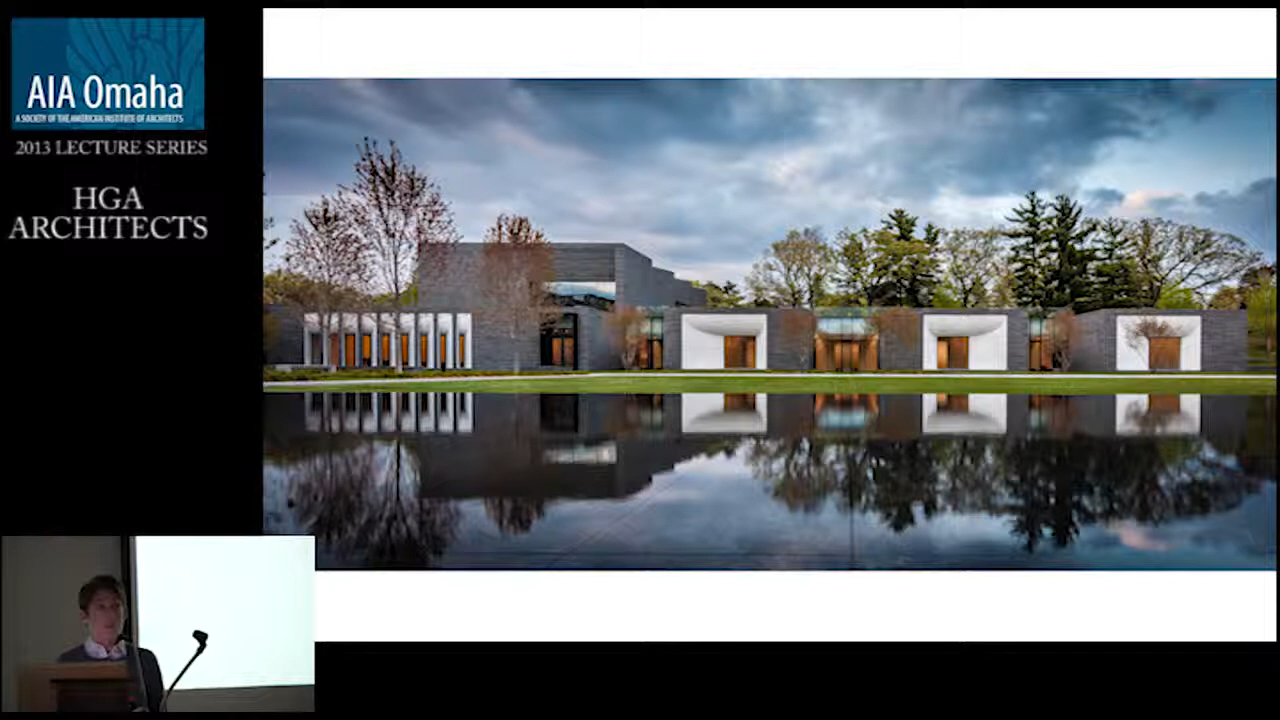 AIA Omaha
A SOCIETY OF THE AMERICAN INSTITUTE OF ARCHITECTS
2013 LECTURE SERIES
HGA
ARCHITECTS